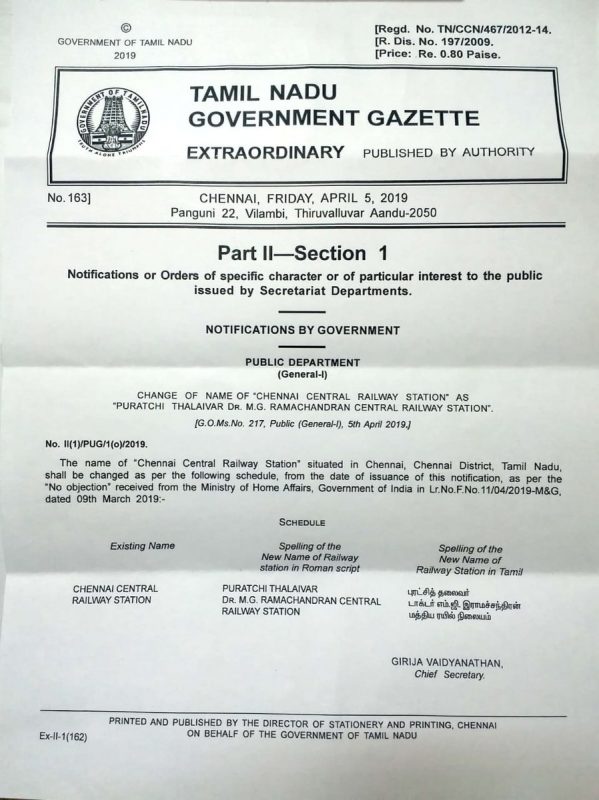 ©
GOVERNMENT OF TAMIL NADU
2019
[Regd. No. TN/CCN/467/2012-14.
[R. Dis. No. 197/2009.
[Price: Re. 0.80 Paise.
GOVERNMENT OF TAMILNADU
TRUTH ALONE TRIUMPHS
TAMIL NADU
GOVERNMENT GAZETTE
EXTRAORDINARY PUBLISHED BY AUTHORITY
No. 163]
CHENNAI, FRIDAY, APRIL 5, 2019
Panguni 22, Vilambi, Thiruvalluvar Aandu-2050
Part II—Section 1
Notifications or Orders of specific character or of particular interest to the public
issued by Secretariat Departments.
NOTIFICATIONS BY GOVERNMENT
PUBLIC DEPARTMENT
(General-I)
CHANGE OF NAME OF "CHENNAI CENTRAL RAILWAY STATION" AS
"PURATCHI THALAIVAR DR. M.G. RAMACHANDRAN CENTRAL RAILWAY STATION".
[G.O.Ms.No. 217, Public (General-I), 5th April 2019.]
No. II(1)/PUG/1(o)/2019.
The name of "Chennai Central Railway Station" situated in Chennai, Chennai District, Tamil Nadu,
shall be changed as per the following schedule, from the date of issuance of this notification, as per the
"No objection" received from the Ministry of Home Affairs, Government of India in Lr.No.F.No.11/04/2019-M&G,
dated 09th March 2019:-
SCHEDULE
Existing Name
Spelling of the
New Name of Railway
station in Roman script
Spelling of the
New Name of
Railway Station in Tamil
CHENNAI CENTRAL
RAILWAY STATION
PURATCHI THALAIVAR
DR. M.G. RAMACHANDRAN CENTRAL
RAILWAY STATION
புரட்சித் தலைவர்
டாக்டர் எம்.ஜி. இராமச்சந்திரன்
மத்திய ரயில் நிலையம்
GIRIJA VAIDYANATHAN,
Chief Secretary.
PRINTED AND PUBLISHED BY THE DIRECTOR OF STATIONERY AND PRINTING, CHENNAI
ON BEHALF OF THE GOVERNMENT OF TAMIL NADU
Ex-II-1(162)